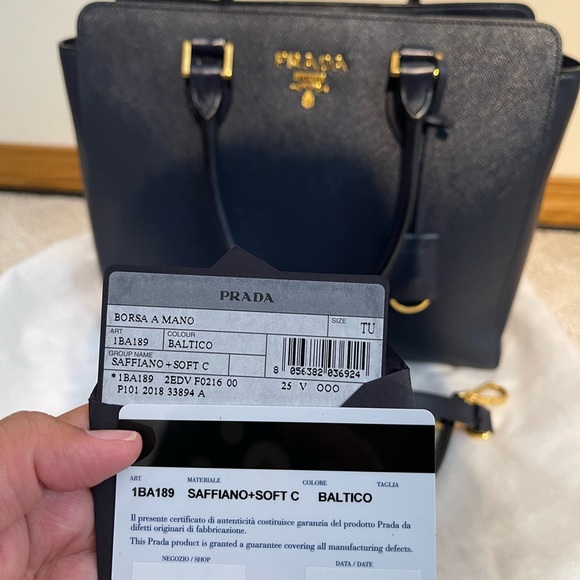 PRADA
PRADA
BORSA A MANO
SIZE
TU
ART
COLOUR
1BA189
BALTICO
GROUP NAME
SAFFIANO+SOFT C
8 056382 036924
*1BA189 2EDV F0216 00 25 V OOO
P101 2018 33894 A
ART. MATERIALE COLORE TAGLIA
1BA189 SAFFIANO+SOFT C BALTICO
Il presente certificato di autenticità costituisce garanzia del prodotto Prada da
difetti originari di fabbricazione.
This Prada product is granted a guarantee covering all manufacturing defects.
NEGOZIO / SHOP DATA / DATE